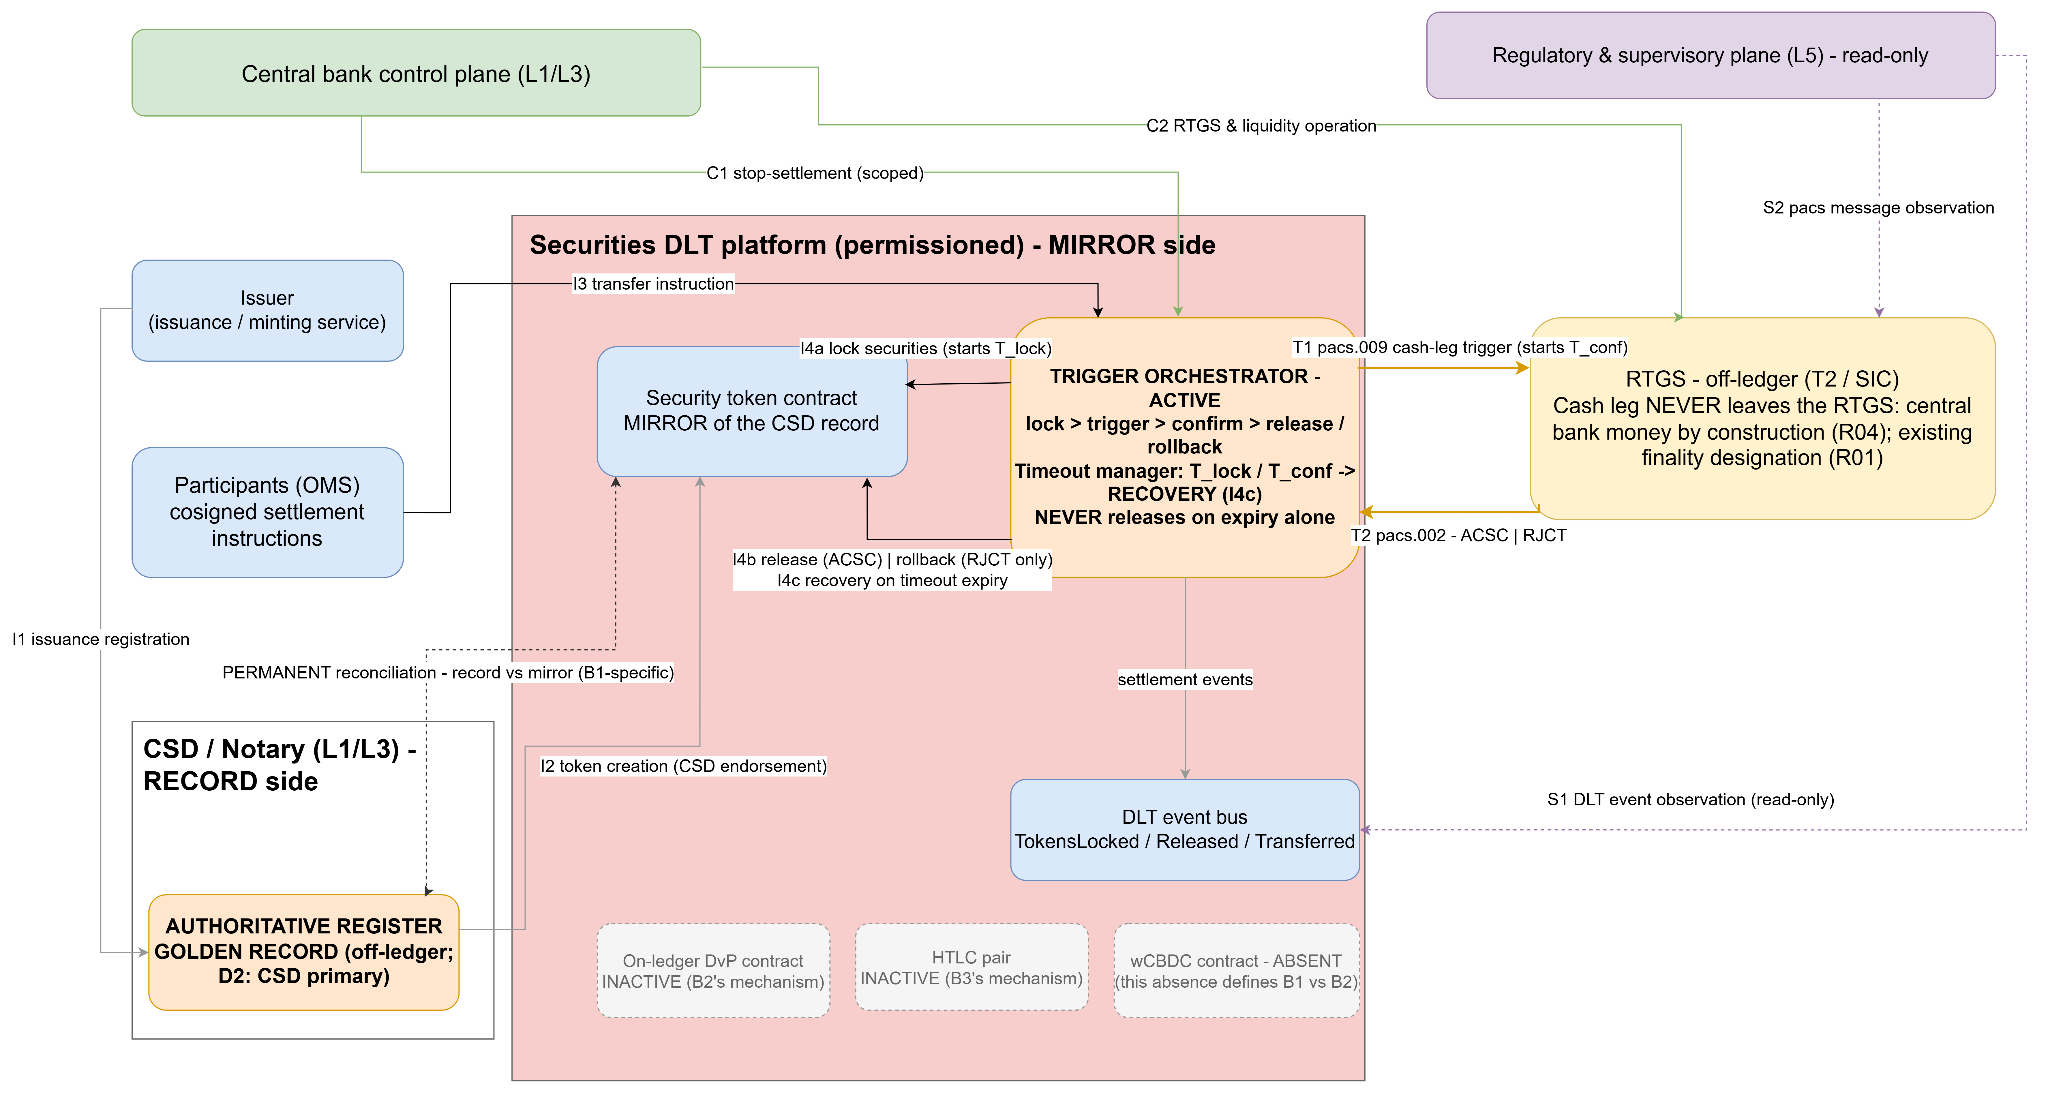 Central bank control plane (L1/L3)
Regulatory & supervisory plane (L5) - read-only
C2 RTGS & liquidity operation
C1 stop-settlement (scoped)
S2 pacs message observation
Securities DLT platform (permissioned) - MIRROR side
Issuer
(issuance / minting service)
I3 transfer instruction
I4a lock securities (starts T_lock)
T1 pacs.009 cash-leg trigger (starts T_conf)
Security token contract
MIRROR of the CSD record
TRIGGER ORCHESTRATOR -
ACTIVE
lock > trigger > confirm > release /
rollback
Timeout manager: T_lock / T_conf ->
RECOVERY (I4c)
NEVER releases on expiry alone
RTGS - off-ledger (T2 / SIC)
Cash leg NEVER leaves the RTGS: central
bank money by construction (R04); existing
finality designation (R01)
Participants (OMS)
cosigned settlement
instructions
T2 pacs.002 - ACSC | RJCT
I4b release (ACSC) | rollback (RJCT only)
I4c recovery on timeout expiry
I1 issuance registration
PERMANENT reconciliation - record vs mirror (B1-specific)
settlement events
CSD / Notary (L1/L3) -
RECORD side
I2 token creation (CSD endorsement)
S1 DLT event observation (read-only)
DLT event bus
TokensLocked / Released / Transferred
AUTHORITATIVE REGISTER
GOLDEN RECORD (off-ledger;
D2: CSD primary)
On-ledger DvP contract
INACTIVE (B2's mechanism)
HTLC pair
INACTIVE (B3's mechanism)
wCBDC contract - ABSENT
(this absence defines B1 vs B2)